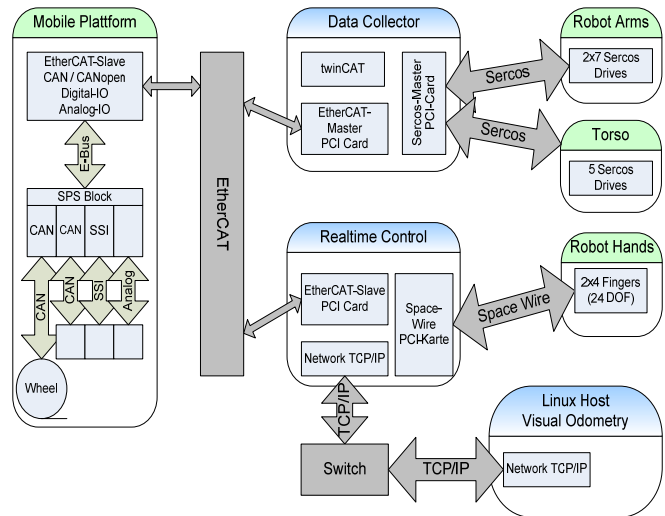 Mobile Plattform
EtherCAT-Slave
CAN / CANopen
Digital-IO
Analog-IO
E-Bus
SPS Block
CAN
CAN
SSI
CAN
CAN
SSI
Analog
Wheel
EtherCAT
Data Collector
twinCAT
EtherCAT-
Master
PCI Card
Sercos-Master
PCI-Card
Sercos
Sercos
Robot Arms
2x7 Sercos
Drives
Torso
5 Sercos
Drives
Realtime Control
EtherCAT-Slave
PCI Card
Space-
Wire
PCI-Karte
Network TCP/IP
Space Wire
Robot Hands
2x4 Fingers
(24 DOF)
TCP/IP
Switch
TCP/IP
Linux Host
Visual Odometry
Network TCP/IP